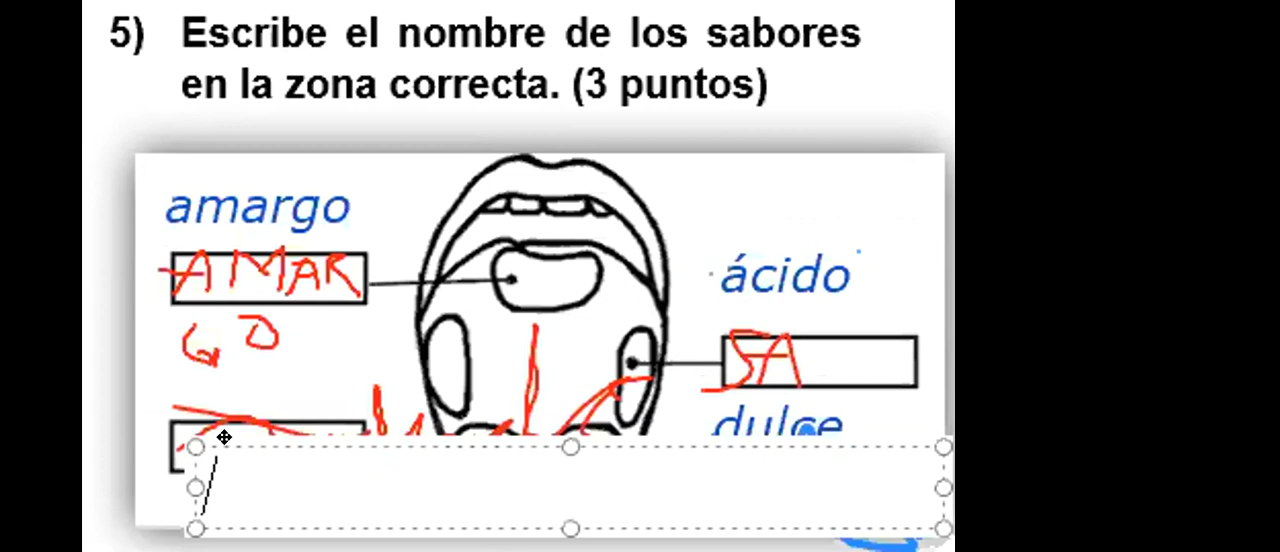 5) Escribe el nombre de los sabores
en la zona correcta. (3 puntos)
amargo
AMAR
GO
ácido
SA
dulce